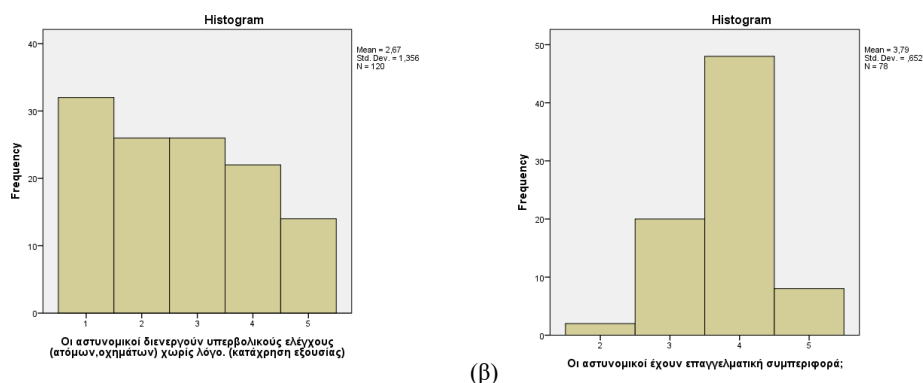 Histogram
Mean = 2,67
Std. Dev. = 1,356
N = 120
40
30
20
10
0
Frequency
1 2 3 4 5
Οι αστυνομικοί διενεργούν υπερβολικούς ελέγχους
(ατόμων,οχημάτων) χωρίς λόγο. (κατάχρηση εξουσίας)
(β)
Histogram
Mean = 3,79
Std. Dev. = ,652
N = 78
50
40
30
20
10
0
Frequency
2 3 4 5
Οι αστυνομικοί έχουν επαγγελματική συμπεριφορά;